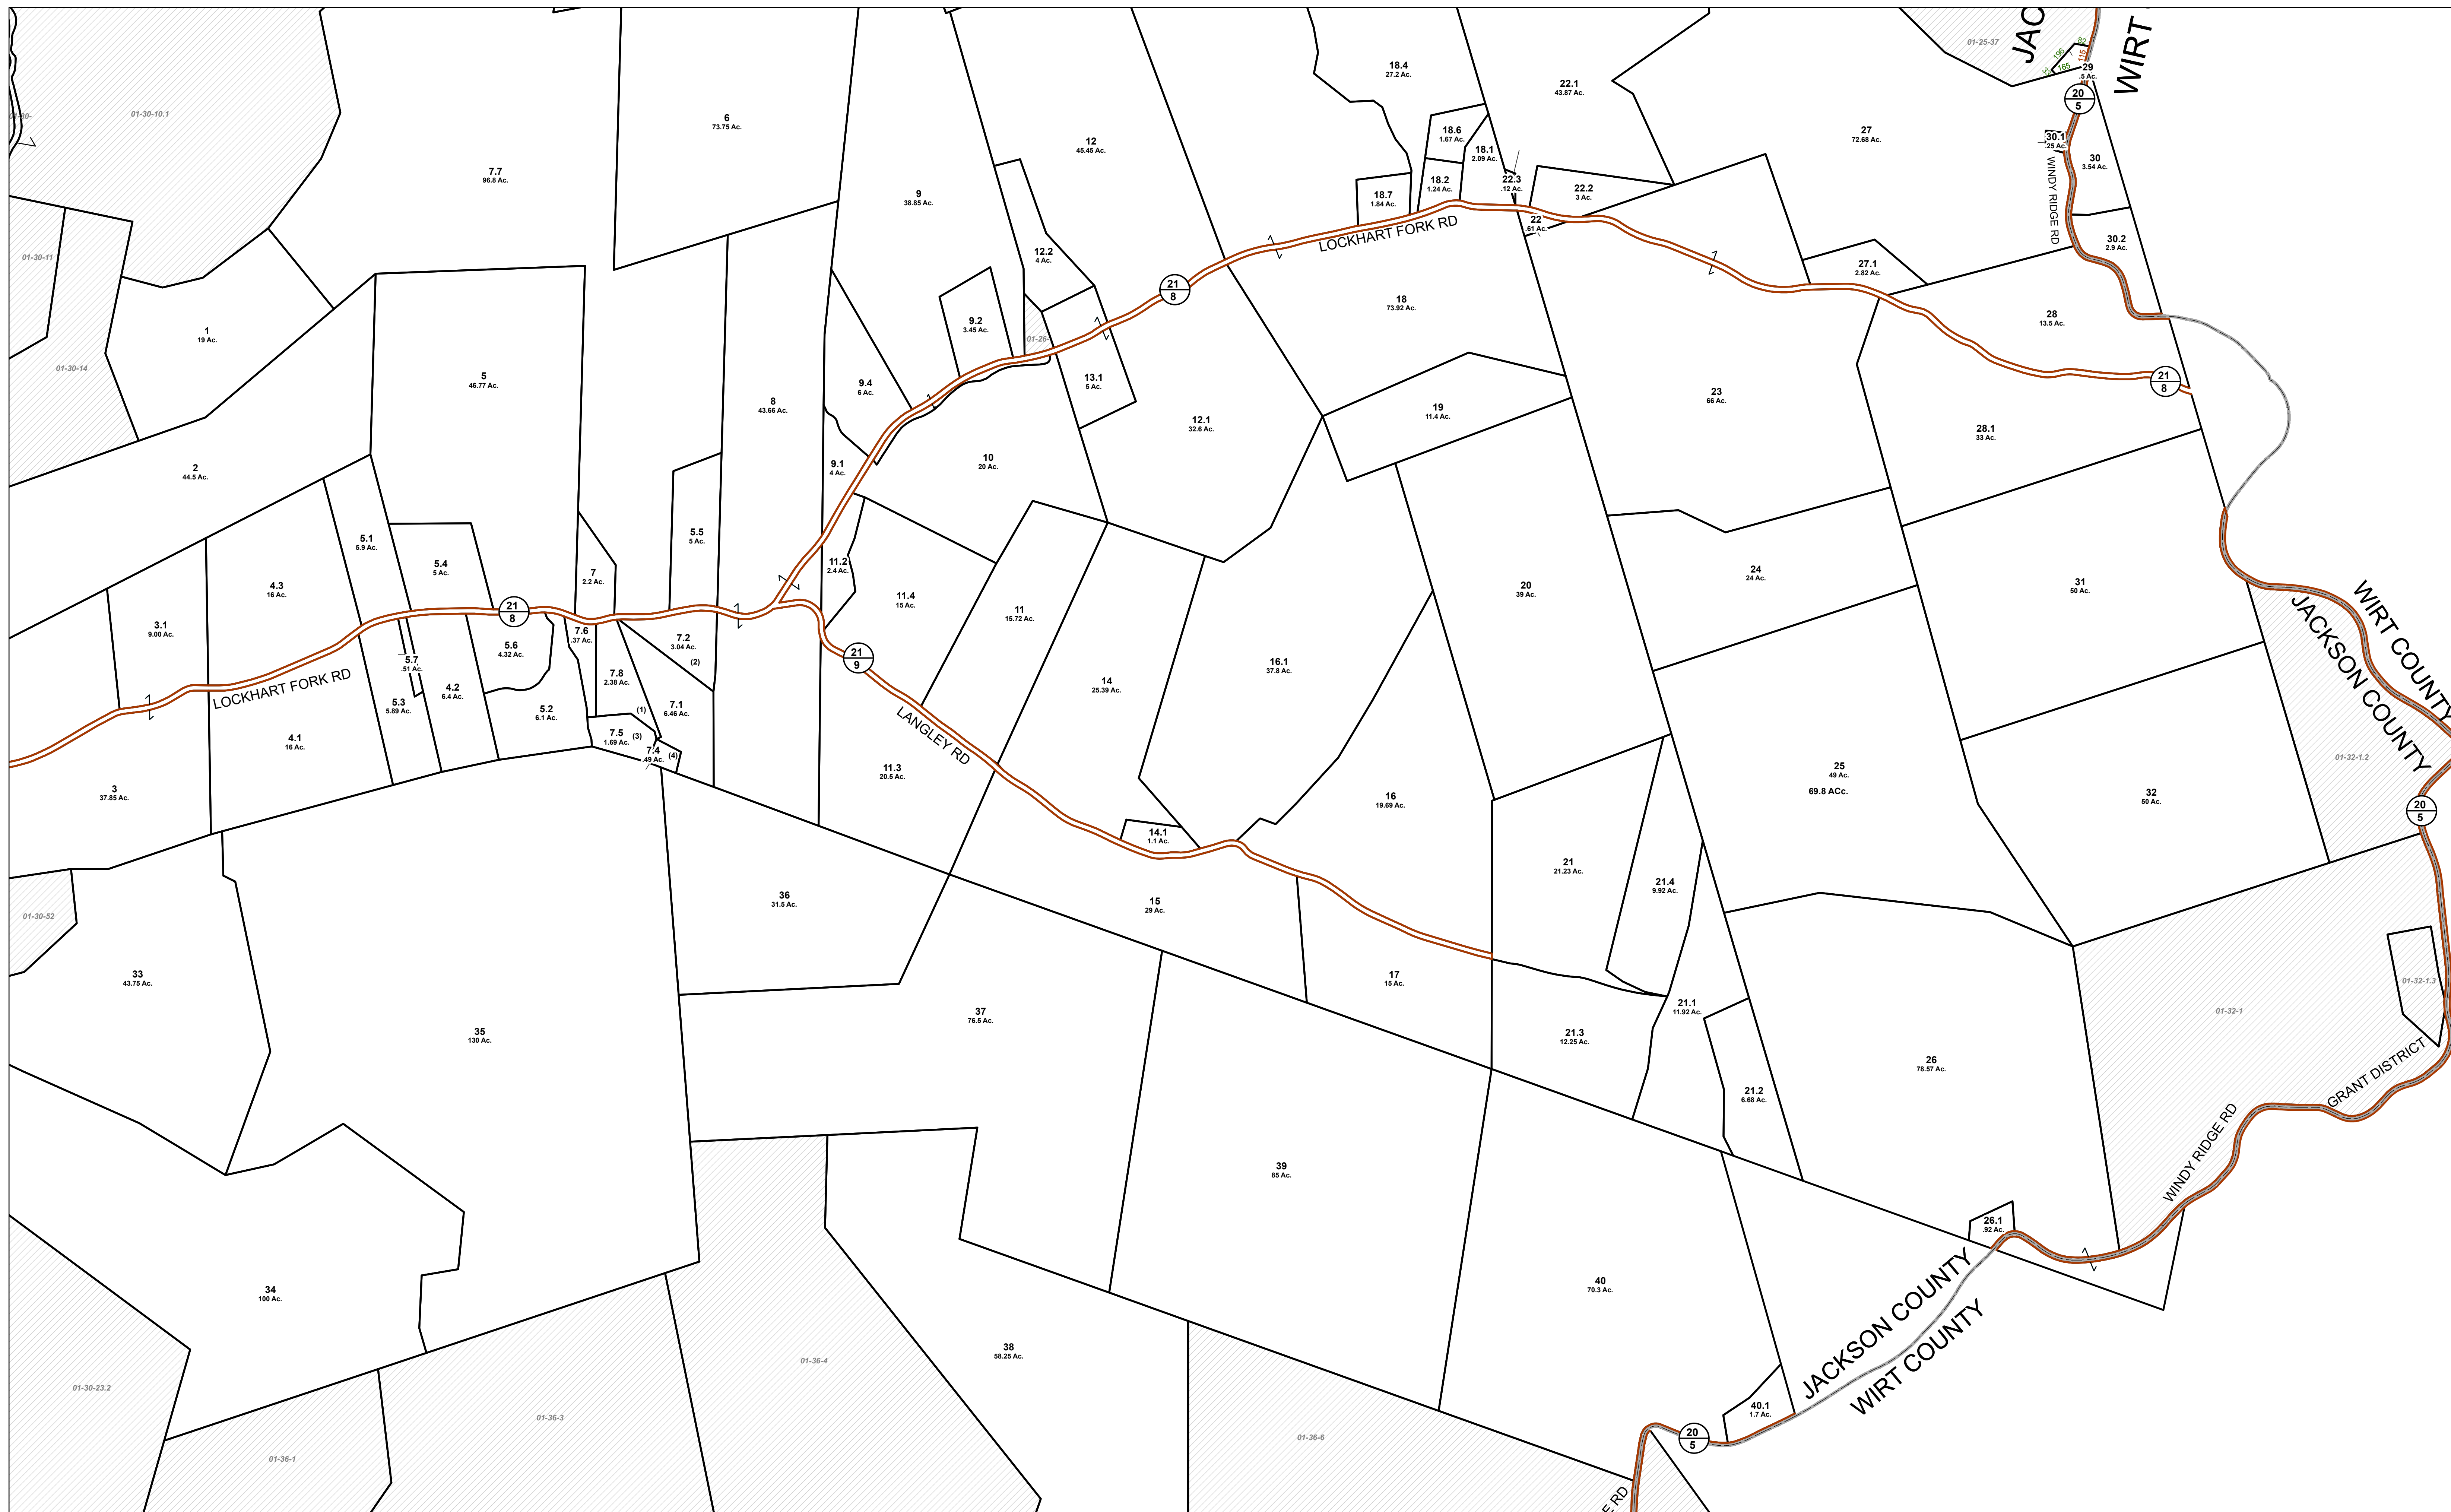 JAC
WIRT
01-25-37
82
196
115
165
29
.5 Ac.
20
5
18.4
27.2 Ac.
22.1
43.87 Ac.
01-30-10.1
01-30-
6
73.75 Ac.
12
45.45 Ac.
18.6
1.67 Ac.
27
72.68 Ac.
30.1
.25 Ac.
30
3.54 Ac.
WINDY RIDGE RD
7.7
96.8 Ac.
18.1
2.09 Ac.
18.2
1.24 Ac.
22.3
.12 Ac.
22.2
3 Ac.
9
38.85 Ac.
18.7
1.84 Ac.
22
.61 Ac.
LOCKHART FORK RD
30.2
2.9 Ac.
01-30-11
12.2
4 Ac.
27.1
2.82 Ac.
21
8
18
73.92 Ac.
28
13.5 Ac.
1
19 Ac.
9.2
3.45 Ac.
01-26-
01-30-14
5
46.77 Ac.
9.4
6 Ac.
13.1
5 Ac.
21
8
8
43.66 Ac.
23
66 Ac.
19
11.4 Ac.
12.1
32.6 Ac.
28.1
33 Ac.
2
44.5 Ac.
9.1
4 Ac.
10
20 Ac.
5.1
5.9 Ac.
5.5
5 Ac.
5.4
5 Ac.
11.2
2.4 Ac.
7
2.2 Ac.
24
24 Ac.
4.3
16 Ac.
20
39 Ac.
31
50 Ac.
11.4
15 Ac.
11
15.72 Ac.
21
8
WIRT COUNTY
JACKSON COUNTY
3.1
9.00 Ac.
7.6
.37 Ac.
7.2
3.04 Ac.
(2)
5.6
4.32 Ac.
5.7
.51 Ac.
21
9
16.1
37.8 Ac.
7.8
2.38 Ac.
14
25.39 Ac.
4.2
6.4 Ac.
LOCKHART FORK RD
5.3
5.89 Ac.
5.2
6.1 Ac.
7.1
6.46 Ac.
(1)
7.5
1.69 Ac.
(3)
7.4
.49 Ac.
(4)
LANGLEY RD
4.1
16 Ac.
11.3
20.5 Ac.
01-32-1.2
25
49 Ac.
69.8 ACc.
3
37.85 Ac.
32
50 Ac.
16
19.69 Ac.
20
5
14.1
1.1 Ac.
21
21.23 Ac.
21.4
9.92 Ac.
36
31.5 Ac.
15
29 Ac.
01-30-52
33
43.75 Ac.
17
15 Ac.
01-32-1.3
21.1
11.92 Ac.
37
76.5 Ac.
01-32-1
35
130 Ac.
21.3
12.25 Ac.
26
78.57 Ac.
GRANT DISTRICT
21.2
6.68 Ac.
WINDY RIDGE RD
39
85 Ac.
26.1
.92 Ac.
34
100 Ac.
40
70.3 Ac.
JACKSON COUNTY
WIRT COUNTY
38
58.25 Ac.
01-36-4
01-30-23.2
40.1
1.7 Ac.
01-36-3
01-36-6
20
5
01-36-1
E RD